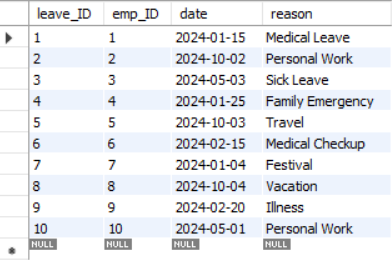 leave_ID emp_ID date reason
1 1 2024-01-15 Medical Leave
2 2 2024-10-02 Personal Work
3 3 2024-05-03 Sick Leave
4 4 2024-01-25 Family Emergency
5 5 2024-10-03 Travel
6 6 2024-02-15 Medical Checkup
7 7 2024-01-04 Festival
8 8 2024-10-04 Vacation
9 9 2024-02-20 Illness
10 10 2024-05-01 Personal Work
NULL NULL NULL NULL